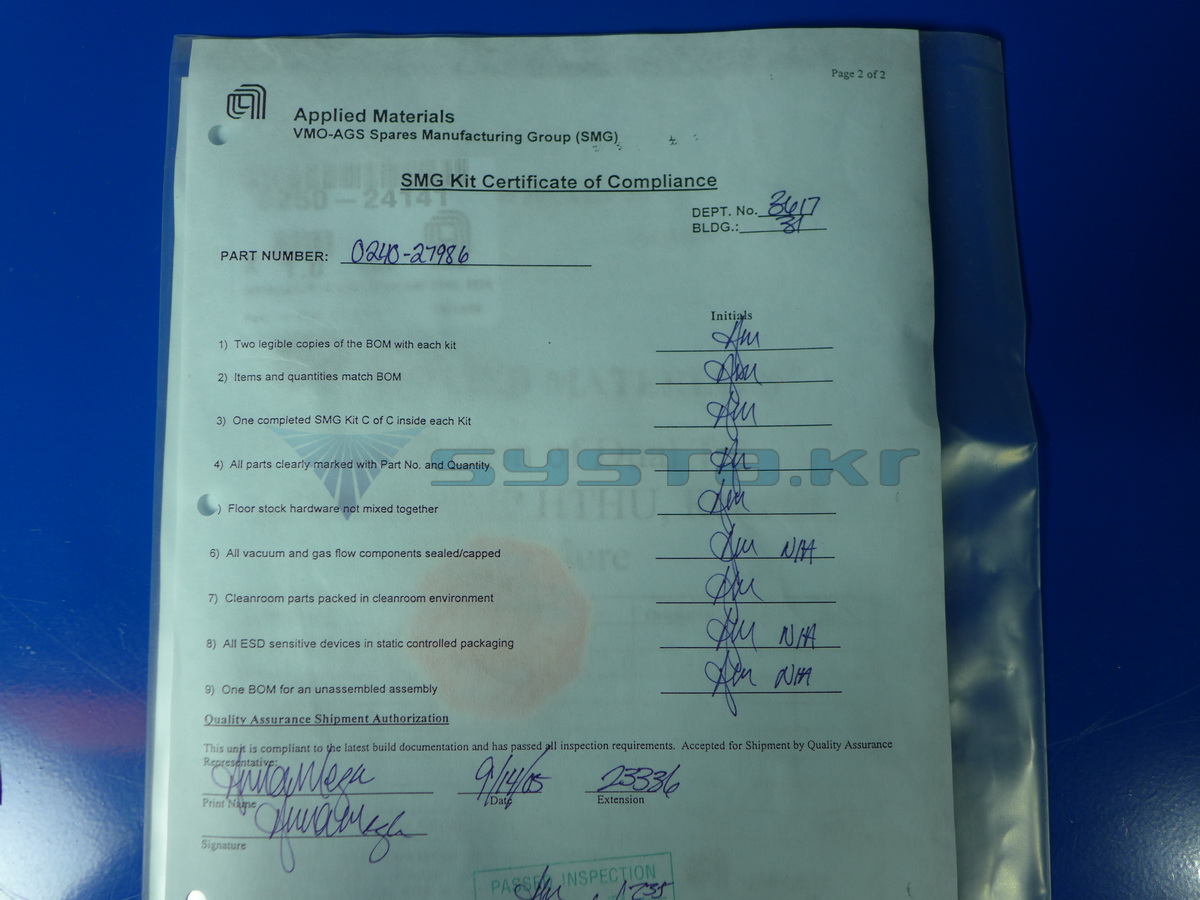 Page 2 of 2
Applied Materials
VMO-AGS Spares Manufacturing Group (SMG)
SMG Kit Certificate of Compliance
DEPT. No. 3617
BLDG.: 31
PART NUMBER: 0240-27986
Initials
1) Two legible copies of the BOM with each kit
2) Items and quantities match BOM
3) One completed SMG Kit C of C inside each Kit
4) All parts clearly marked with Part No. and Quantity
systo.kr
) Floor stock hardware not mixed together
6) All vacuum and gas flow components sealed/capped N/A
7) Cleanroom parts packed in cleanroom environment
8) All ESD sensitive devices in static controlled packaging N/A
9) One BOM for an unassembled assembly N/A
Quality Assurance Shipment Authorization
This unit is compliant to the latest build documentation and has passed all inspection requirements. Accepted for Shipment by Quality Assurance
Representative:
9/14/05 23336
Print Name Date Extension
Signature
PASSED INSPECTION